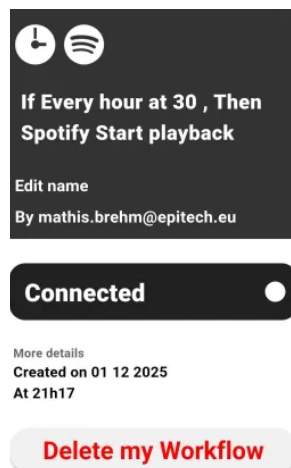 If Every hour at 30 , Then
Spotify Start playback
Edit name
By mathis.brehm@epitech.eu
Connected
More details
Created on 01 12 2025
At 21h17
Delete my Workflow